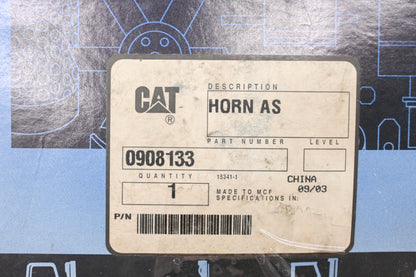 DESCRIPTION
CAT®
HORN AS
PART NUMBER
LEVEL
0908133
QUANTITY
15341-1
CHINA
09/03
1
MADE TO MCF
SPECIFICATIONS IN:
P/N